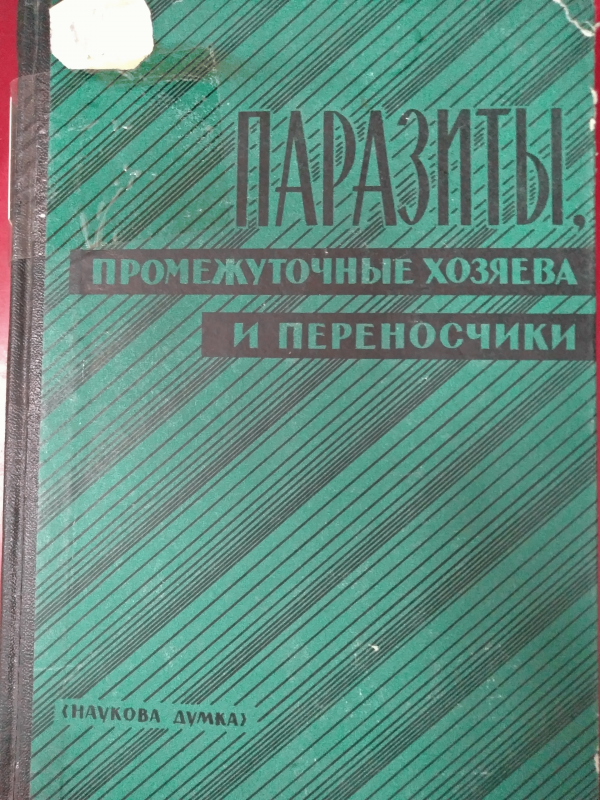 ПАРАЗИТЫ,
ПРОМЕЖУТОЧНЫЕ ХОЗЯЕВА
И ПЕРЕНОСЧИКИ
«НАУКОВА ДУМКА»